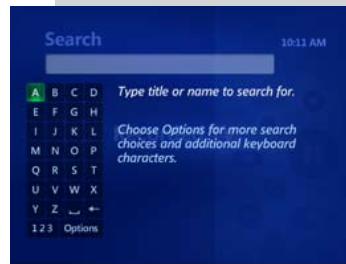 Search
10:11 AM
A B C D
E F G H
I J K L
M N O P
Q R S T
U V W X
Y Z
123 Options
Type title or name to search for.
Choose Options for more search
choices and additional keyboard
characters.